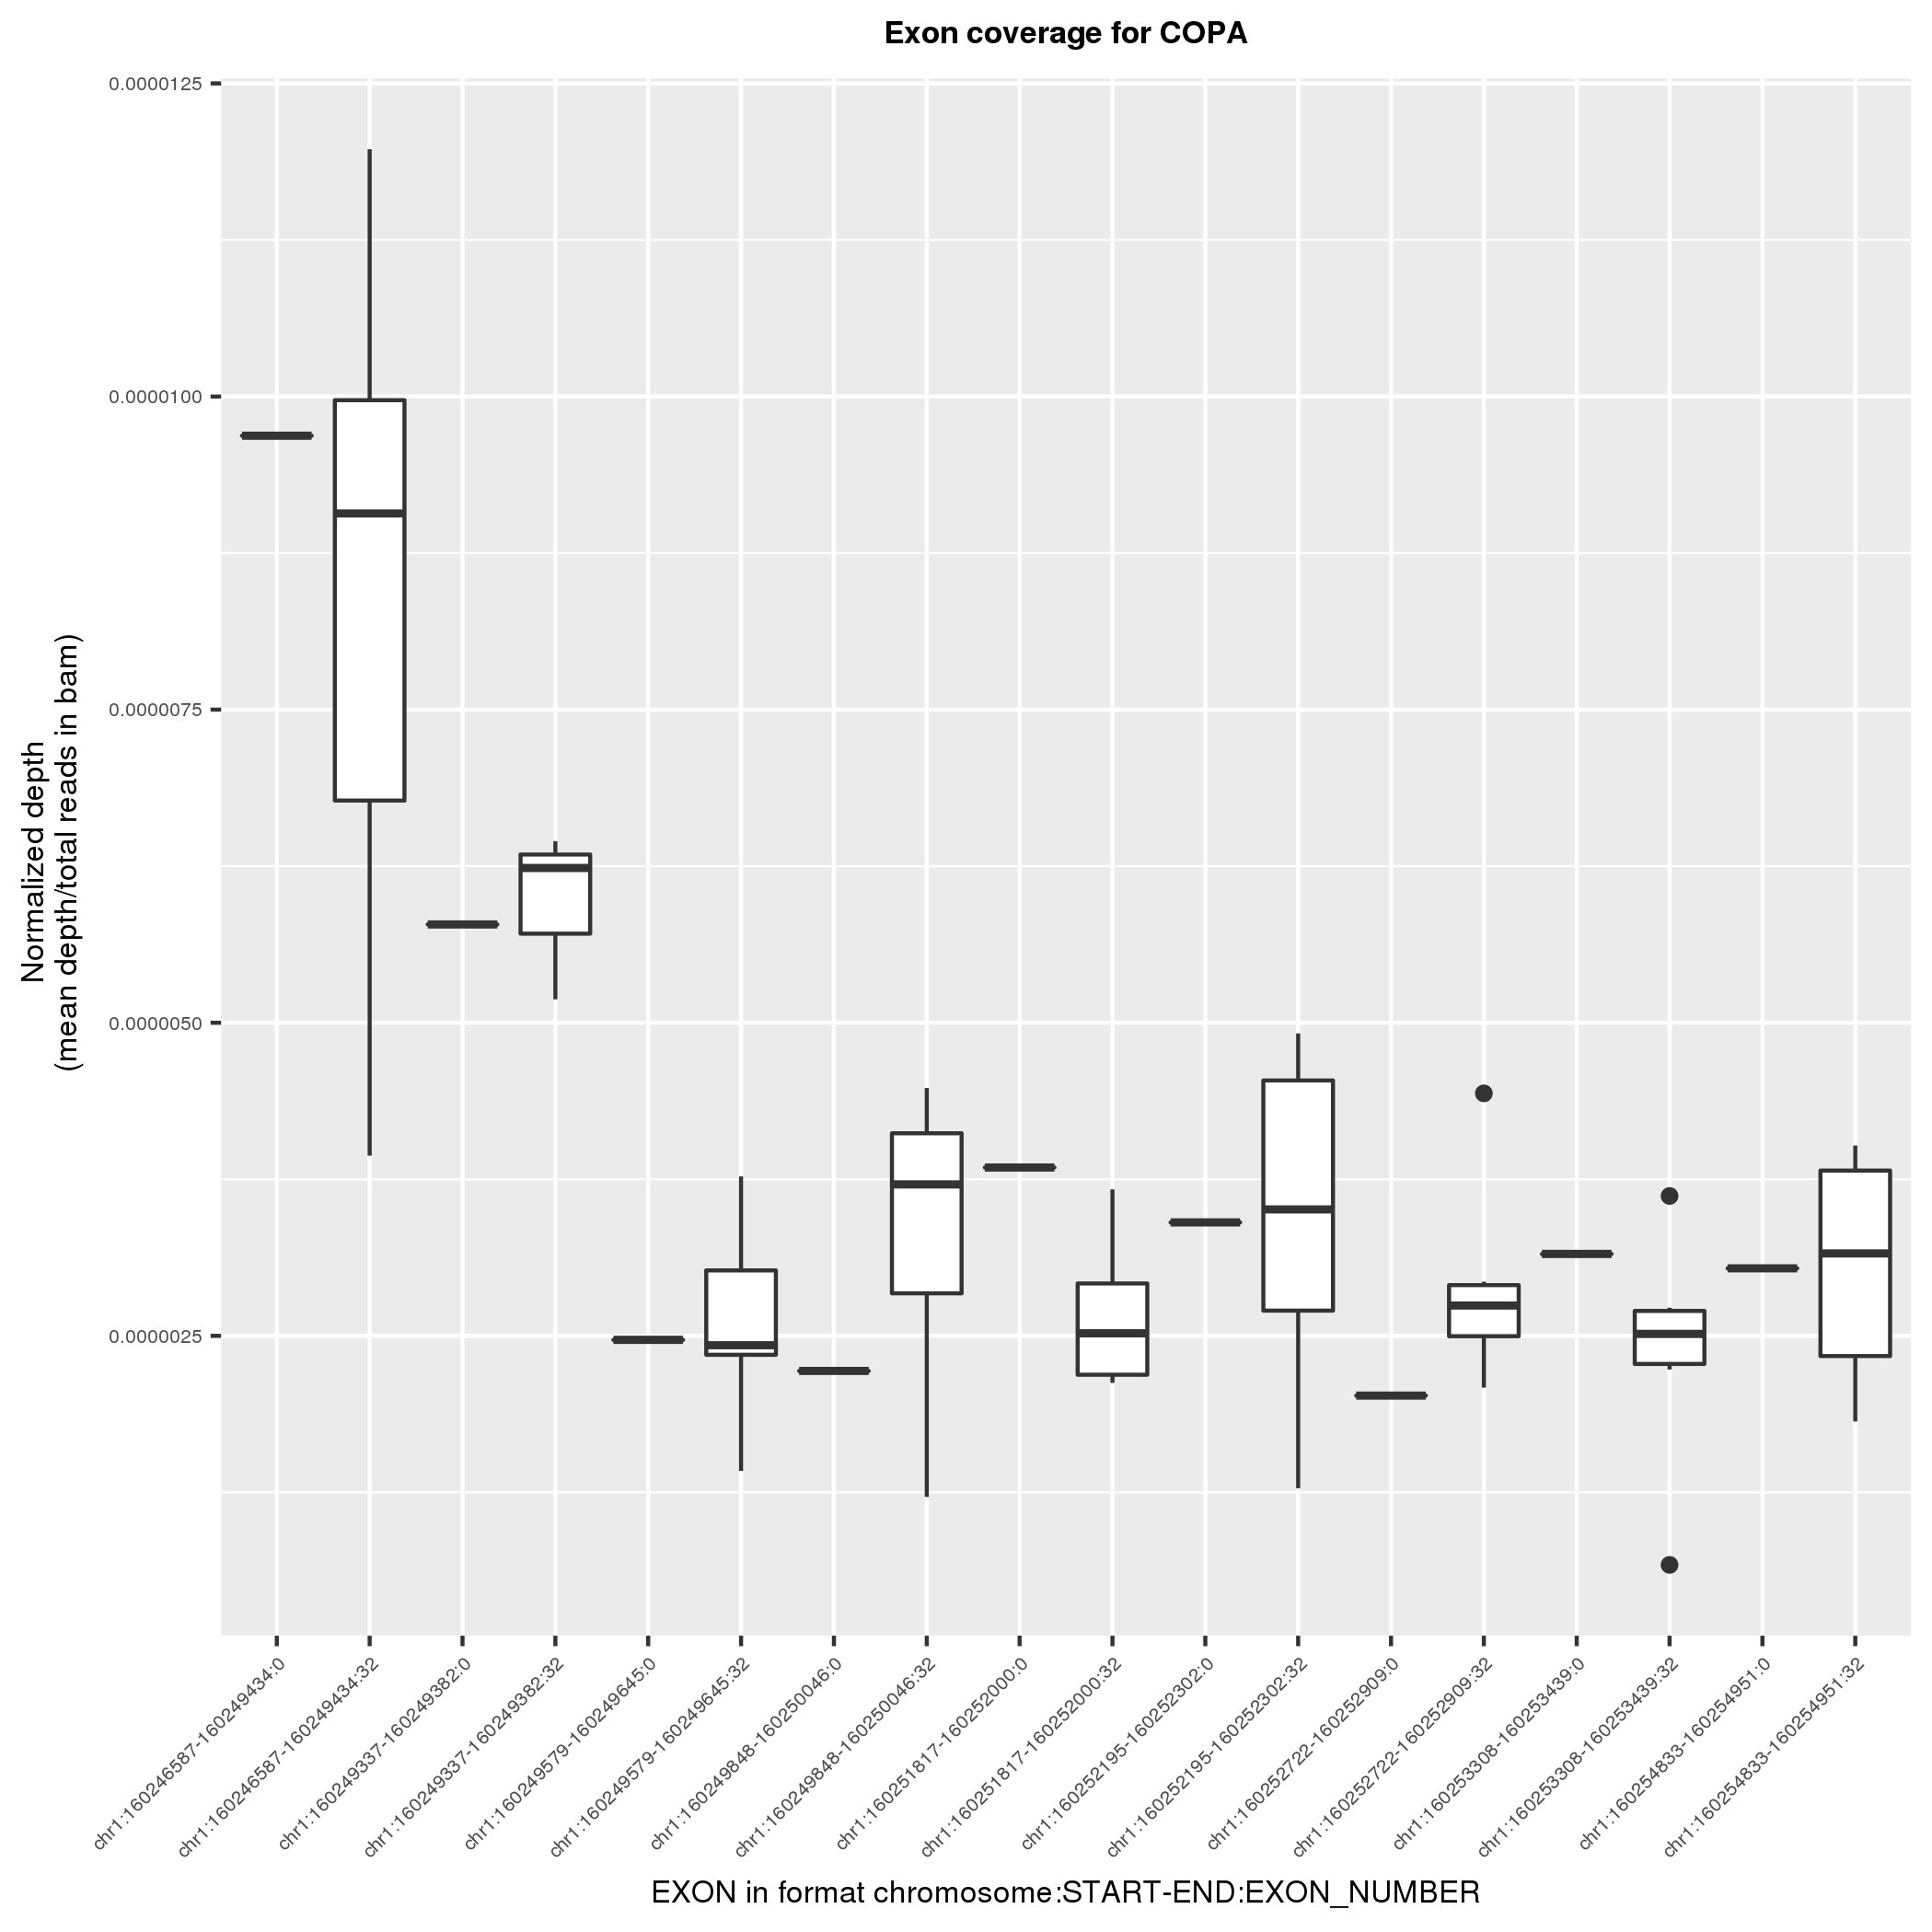 Exon coverage for COPA
0.0000125
0.0000100
0.0000075
0.0000050
0.0000025
Normalized depth
(mean depth/total reads in bam)
chr1:160246587-160249434:0
chr1:160246587-160249434:32
chr1:160249337-160249382:0
chr1:160249337-160249382:32
chr1:160249579-160249645:0
chr1:160249579-160249645:32
chr1:160249848-160250046:0
chr1:160249848-160250046:32
chr1:160251817-160252000:0
chr1:160251817-160252000:32
chr1:160252195-160252302:0
chr1:160252195-160252302:32
chr1:160252722-160252909:0
chr1:160252722-160252909:32
chr1:160253308-160253439:0
chr1:160253308-160253439:32
chr1:160254833-160254951:0
chr1:160254833-160254951:32
EXON in format chromosome:START-END:EXON_NUMBER